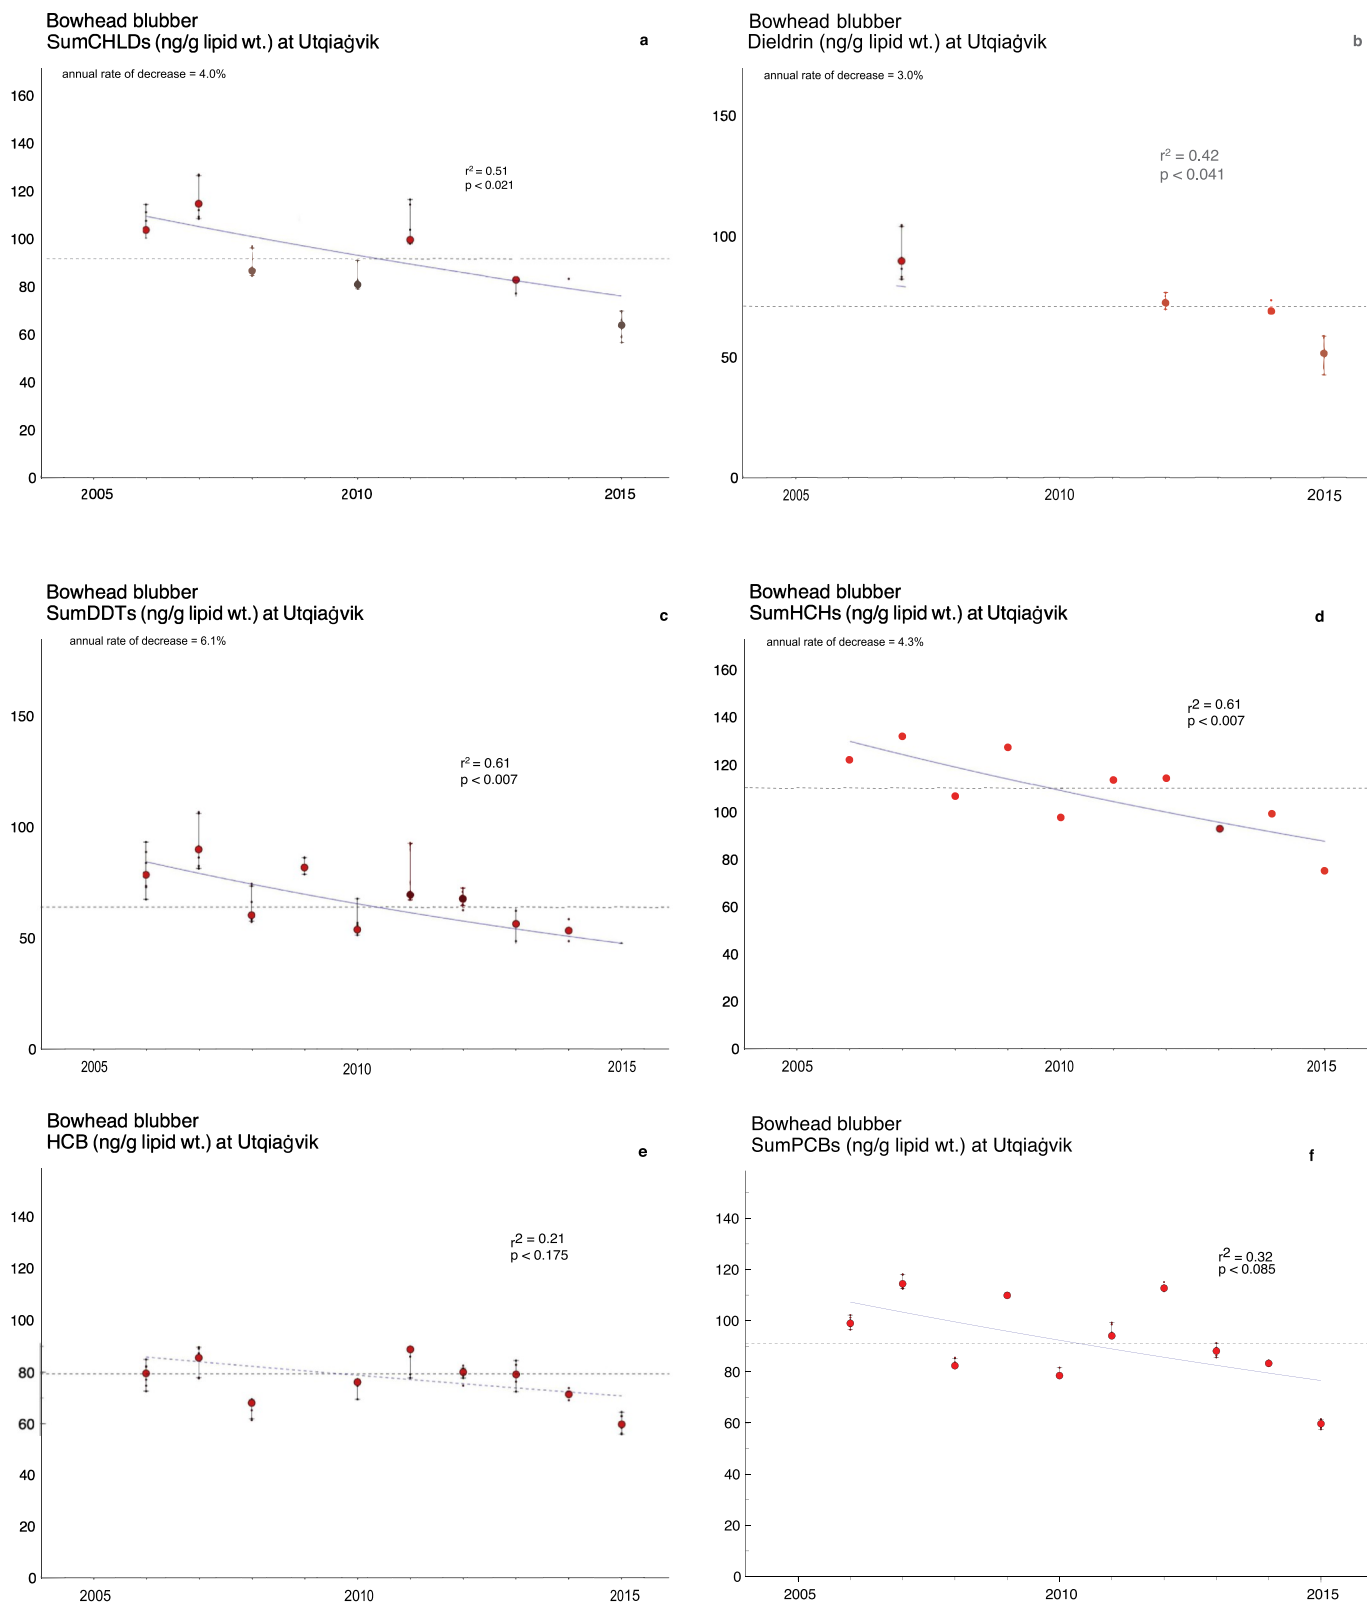 Bowhead blubber
SumCHLDs (ng/g lipid wt.) at Utqiaġvik
a
annual rate of decrease = 4.0%
r² = 0.51
p < 0.021
160
140
120
100
80
60
40
20
0
2005
2010
2015
Bowhead blubber
Dieldrin (ng/g lipid wt.) at Utqiaġvik
b
annual rate of decrease = 3.0%
r² = 0.42
p < 0.041
150
100
50
0
2005
2010
2015
Bowhead blubber
SumDDTs (ng/g lipid wt.) at Utqiaġvik
c
annual rate of decrease = 6.1%
r² = 0.61
p < 0.007
150
100
50
0
2005
2010
2015
Bowhead blubber
SumHCHs (ng/g lipid wt.) at Utqiaġvik
d
annual rate of decrease = 4.3%
r2 = 0.61
p < 0.007
160
140
120
100
80
60
40
20
0
2005
2010
2015
Bowhead blubber
HCB (ng/g lipid wt.) at Utqiaġvik
e
r2 = 0.21
p < 0.175
140
120
100
80
60
40
20
0
2005
2010
2015
Bowhead blubber
SumPCBs (ng/g lipid wt.) at Utqiaġvik
f
r2 = 0.32
p < 0.085
140
120
100
80
60
40
20
0
2005
2010
2015